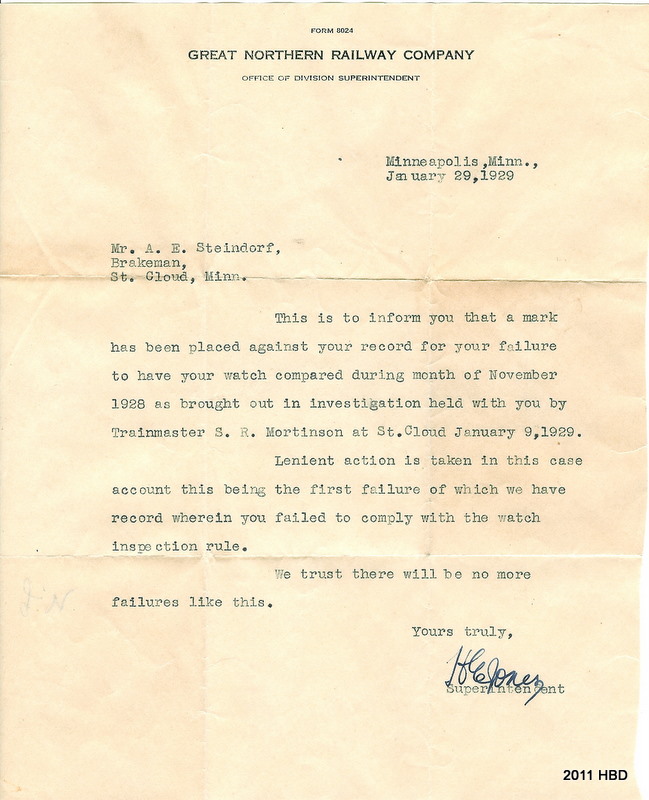 FORM 8024
GREAT NORTHERN RAILWAY COMPANY
OFFICE OF DIVISION SUPERINTENDENT
Minneapolis,Minn.,
January 29,1929
Mr. A. E. Steindorf,
Brakeman,
St. Cloud, Minn.
This is to inform you that a mark
has been placed against your record for your failure
to have your watch compared during month of November
1928 as brought out in investigation held with you by
Trainmaster S. R. Mortinson at St.Cloud January 9,1929.
Lenient action is taken in this case
account this being the first failure of which we have
record wherein you failed to comply with the watch
inspection rule.
We trust there will be no more
failures like this.
Yours truly,
H C Jones
Superintendent
2011 HBD